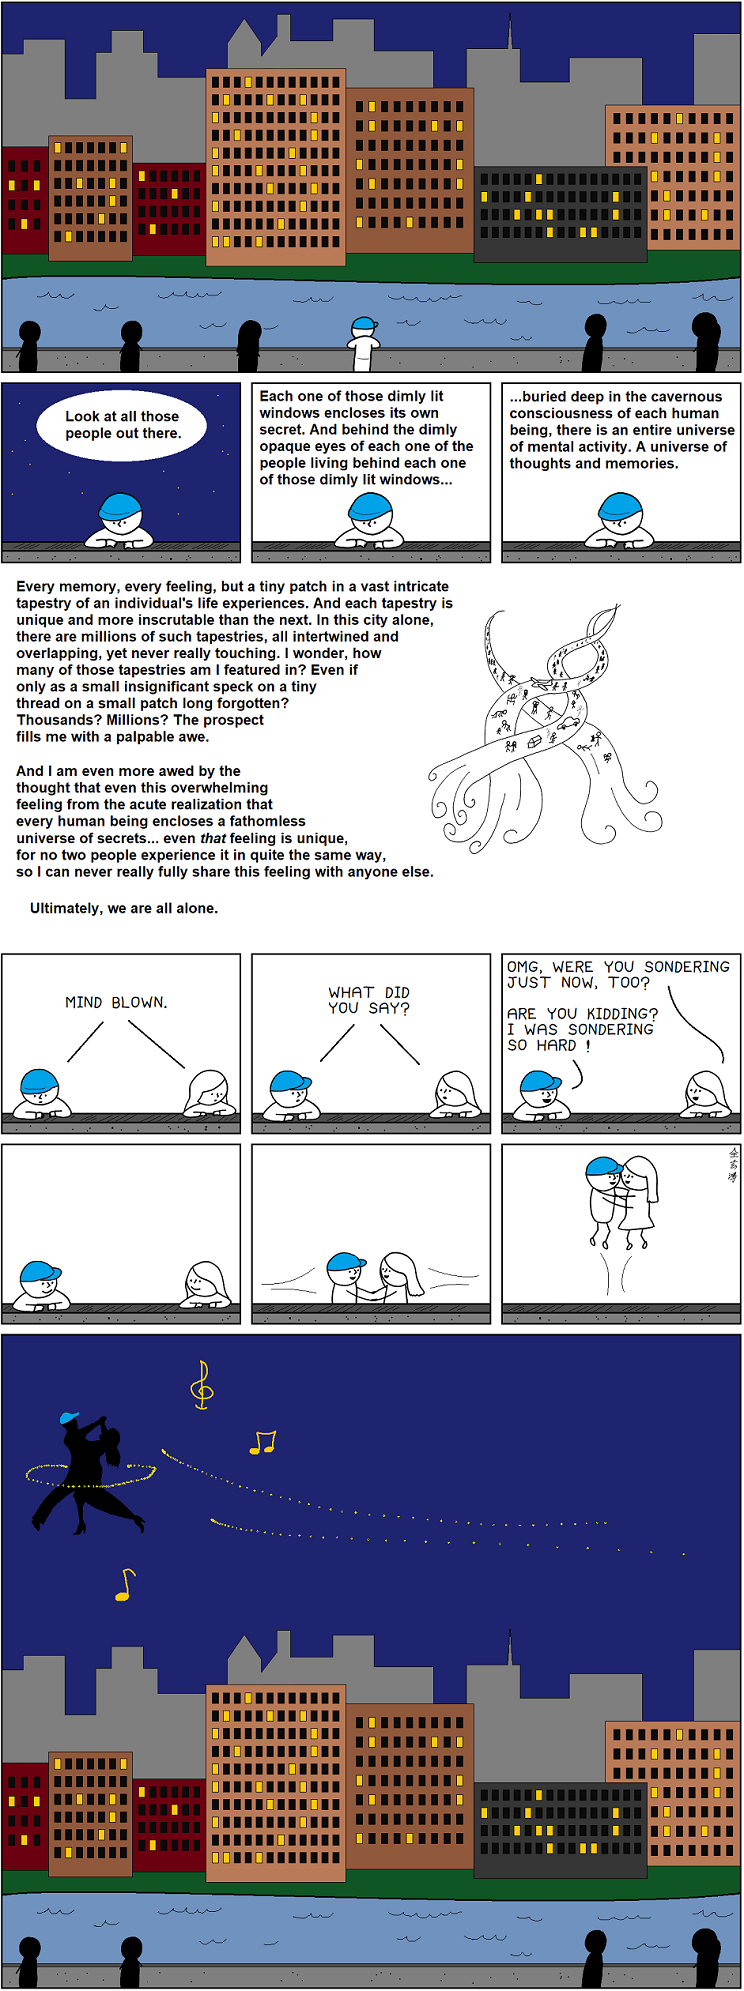 Look at all those
people out there.
Each one of those dimly lit
windows encloses its own
secret. And behind the dimly
opaque eyes of each one of the
people living behind each one
of those dimly lit windows...
...buried deep in the cavernous
consciousness of each human
being, there is an entire universe
of mental activity. A universe of
thoughts and memories.
Every memory, every feeling, but a tiny patch in a vast intricate
tapestry of an individual's life experiences. And each tapestry is
unique and more inscrutable than the next. In this city alone,
there are millions of such tapestries, all intertwined and
overlapping, yet never really touching. I wonder, how
many of those tapestries am I featured in? Even if
only as a small insignificant speck on a tiny
thread on a small patch long forgotten?
Thousands? Millions? The prospect
fills me with a palpable awe.
And I am even more awed by the
thought that even this overwhelming
feeling from the acute realization that
every human being encloses a fathomless
universe of secrets... even that feeling is unique,
for no two people experience it in quite the same way,
so I can never really fully share this feeling with anyone else.
Ultimately, we are all alone.
MIND BLOWN.
WHAT DID
YOU SAY?
OMG, WERE YOU SONDERING
JUST NOW, TOO?
ARE YOU KIDDING?
I WAS SONDERING
SO HARD !